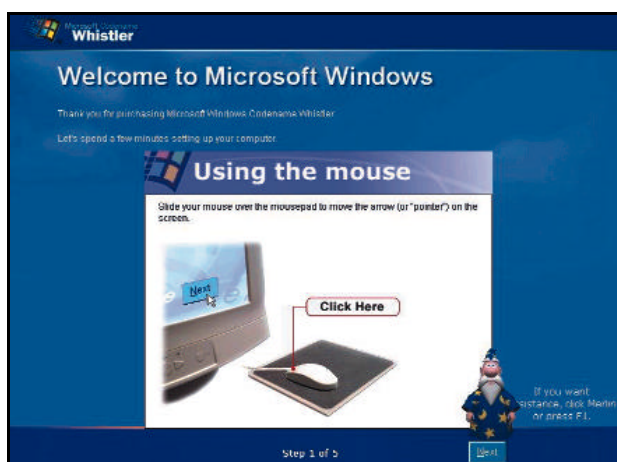 Microsoft Codename
Whistler
Welcome to Microsoft Windows
Thank you for purchasing Microsoft Windows Codename Whistler
Let's spend a few minutes setting up your computer.
Using the mouse
Slide your mouse over the mousepad to move the arrow (or "pointer") on the
screen.
Next
Click Here
If you want
sistance, click Merlin
or press F1.
Step 1 of 5
Next